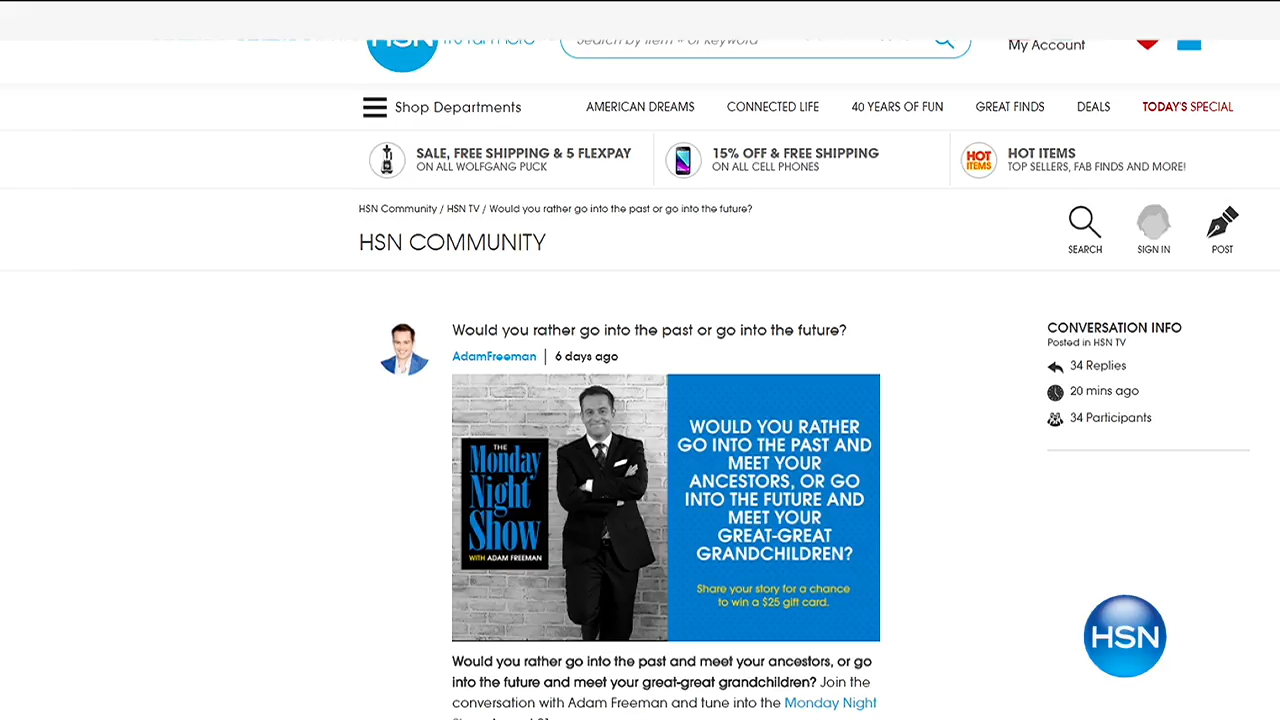 HSN
Search by item # or keyword
My Account
Shop Departments
AMERICAN DREAMS
CONNECTED LIFE
40 YEARS OF FUN
GREAT FINDS
DEALS
TODAY'S SPECIAL
SALE, FREE SHIPPING & 5 FLEXPAY
ON ALL WOLFGANG PUCK
15% OFF & FREE SHIPPING
ON ALL CELL PHONES
HOT ITEMS
HOT ITEMS
TOP SELLERS, FAB FINDS AND MORE!
HSN Community / HSN TV / Would you rather go into the past or go into the future?
HSN COMMUNITY
SEARCH
SIGN IN
POST
Would you rather go into the past or go into the future?
AdamFreeman | 6 days ago
THE
Monday
Night
Show
WITH ADAM FREEMAN
WOULD YOU RATHER
GO INTO THE PAST AND
MEET YOUR
ANCESTORS, OR GO
INTO THE FUTURE AND
MEET YOUR
GREAT-GREAT
GRANDCHILDREN?
Share your story for a chance
to win a $25 gift card.
CONVERSATION INFO
Posted in HSN TV
34 Replies
20 mins ago
34 Participants
HSN
Would you rather go into the past and meet your ancestors, or go
into the future and meet your great-great grandchildren? Join the
conversation with Adam Freeman and tune into the Monday Night